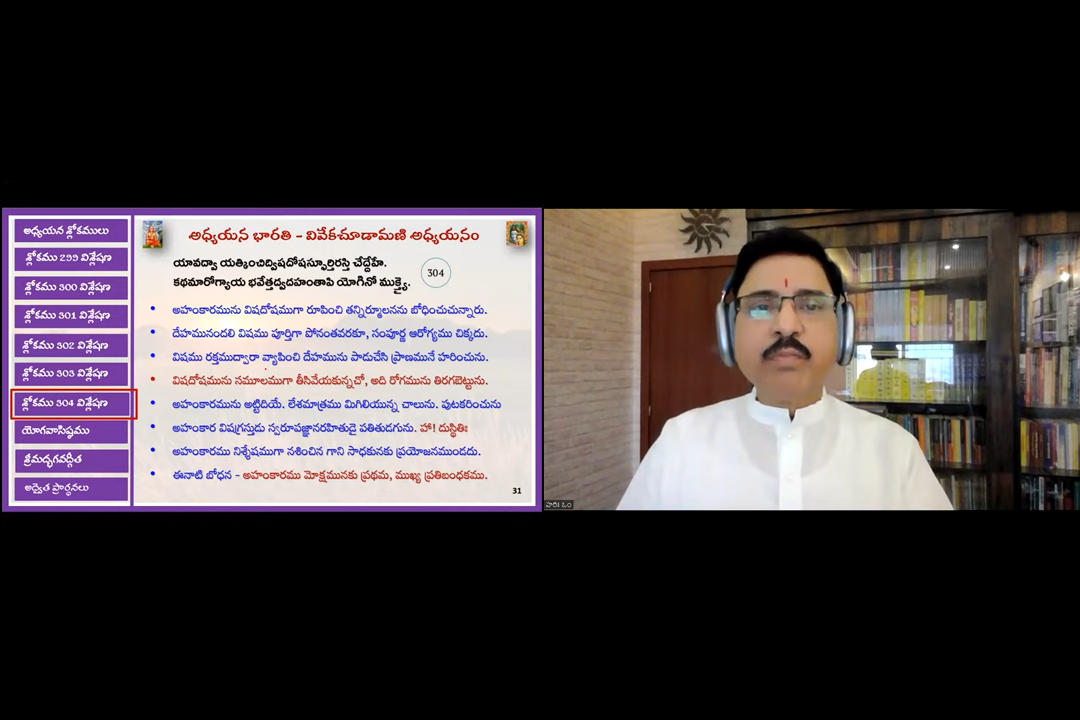 అధ్యయన శ్లోకములు
శ్లోకము 299 విశ్లేషణ
శ్లోకము 300 విశ్లేషణ
శ్లోకము 301 విశ్లేషణ
శ్లోకము 302 విశ్లేషణ
శ్లోకము 303 విశ్లేషణ
శ్లోకము 304 విశ్లేషణ
యోగవాసిష్ఠము
శ్రీమద్భగవద్గీత
అద్వైత ప్రార్థనలు
అధ్యయన భారతి - వివేకచూడామణి అధ్యయనం
యావద్వా యత్కించిద్విషదోషస్ఫూర్తిరస్తి చేద్దేహే.
కథమారోగ్యాయ భవేత్తద్వదహంతాపి యోగినో ముక్త్యై.
304
• అహంకారమును విషదోషముగా రూపించి తన్నిర్మూలనను బోధించుచున్నారు.
• దేహమునందలి విషము పూర్తిగా పోనంతవరకూ, సంపూర్ణ ఆరోగ్యము చిక్కదు.
• విషము రక్తముద్వారా వ్యాపించి దేహమును పాడుచేసి ప్రాణమునే హరించును.
• విషదోషమును సమూలముగా తీసివేయకున్నచో, అది రోగమును తిరగబెట్టును.
• అహంకారమును అట్టిదియే. లేశమాత్రము మిగిలియున్న చాలును. పుటకరించును
• అహంకార విషగ్రస్తుడు స్వరూపజ్ఞానరహితుడై పతితుడగును. హా! దుస్థితిః
• అహంకారము నిశ్శేషముగా నశించిన గాని సాధకునకు ప్రయోజనముండదు.
• ఈనాటి బోధన - అహంకారము మోక్షమునకు ప్రథమ, ముఖ్య ప్రతిబంధకము.
31
హరిః ఓం